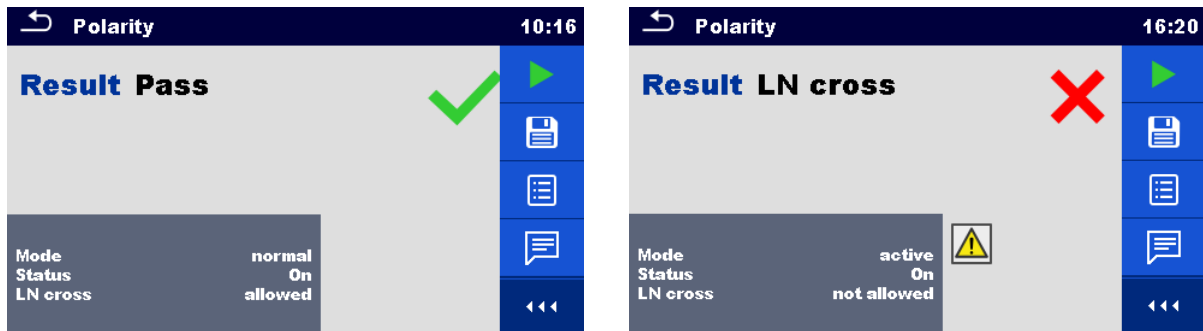 Polarity 10:16
Result Pass
Mode normal
Status On
LN cross allowed
Polarity 16:20
Result LN cross
Mode active
Status On
LN cross not allowed